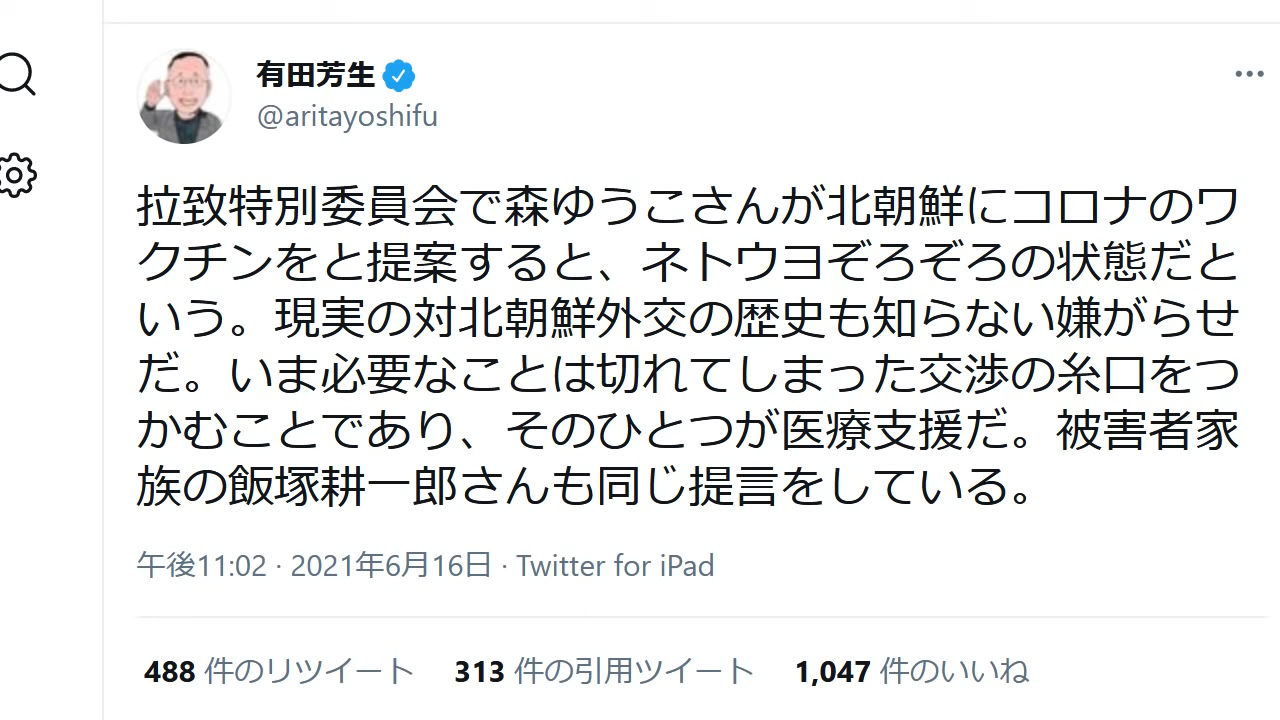 有田芳生
@aritayoshifu
拉致特別委員会で森ゆうこさんが北朝鮮にコロナのワ
クチンをと提案すると、ネトウヨぞろぞろの状態だと
いう。現実の対北朝鮮外交の歴史も知らない嫌がらせ
だ。いま必要なことは切れてしまった交渉の糸口をつ
かむことであり、そのひとつが医療支援だ。被害者家
族の飯塚耕一郎さんも同じ提言をしている。
午後11:02 · 2021年6月16日 · Twitter for iPad
488 件のリツイート 313 件の引用ツイート 1,047 件のいいね